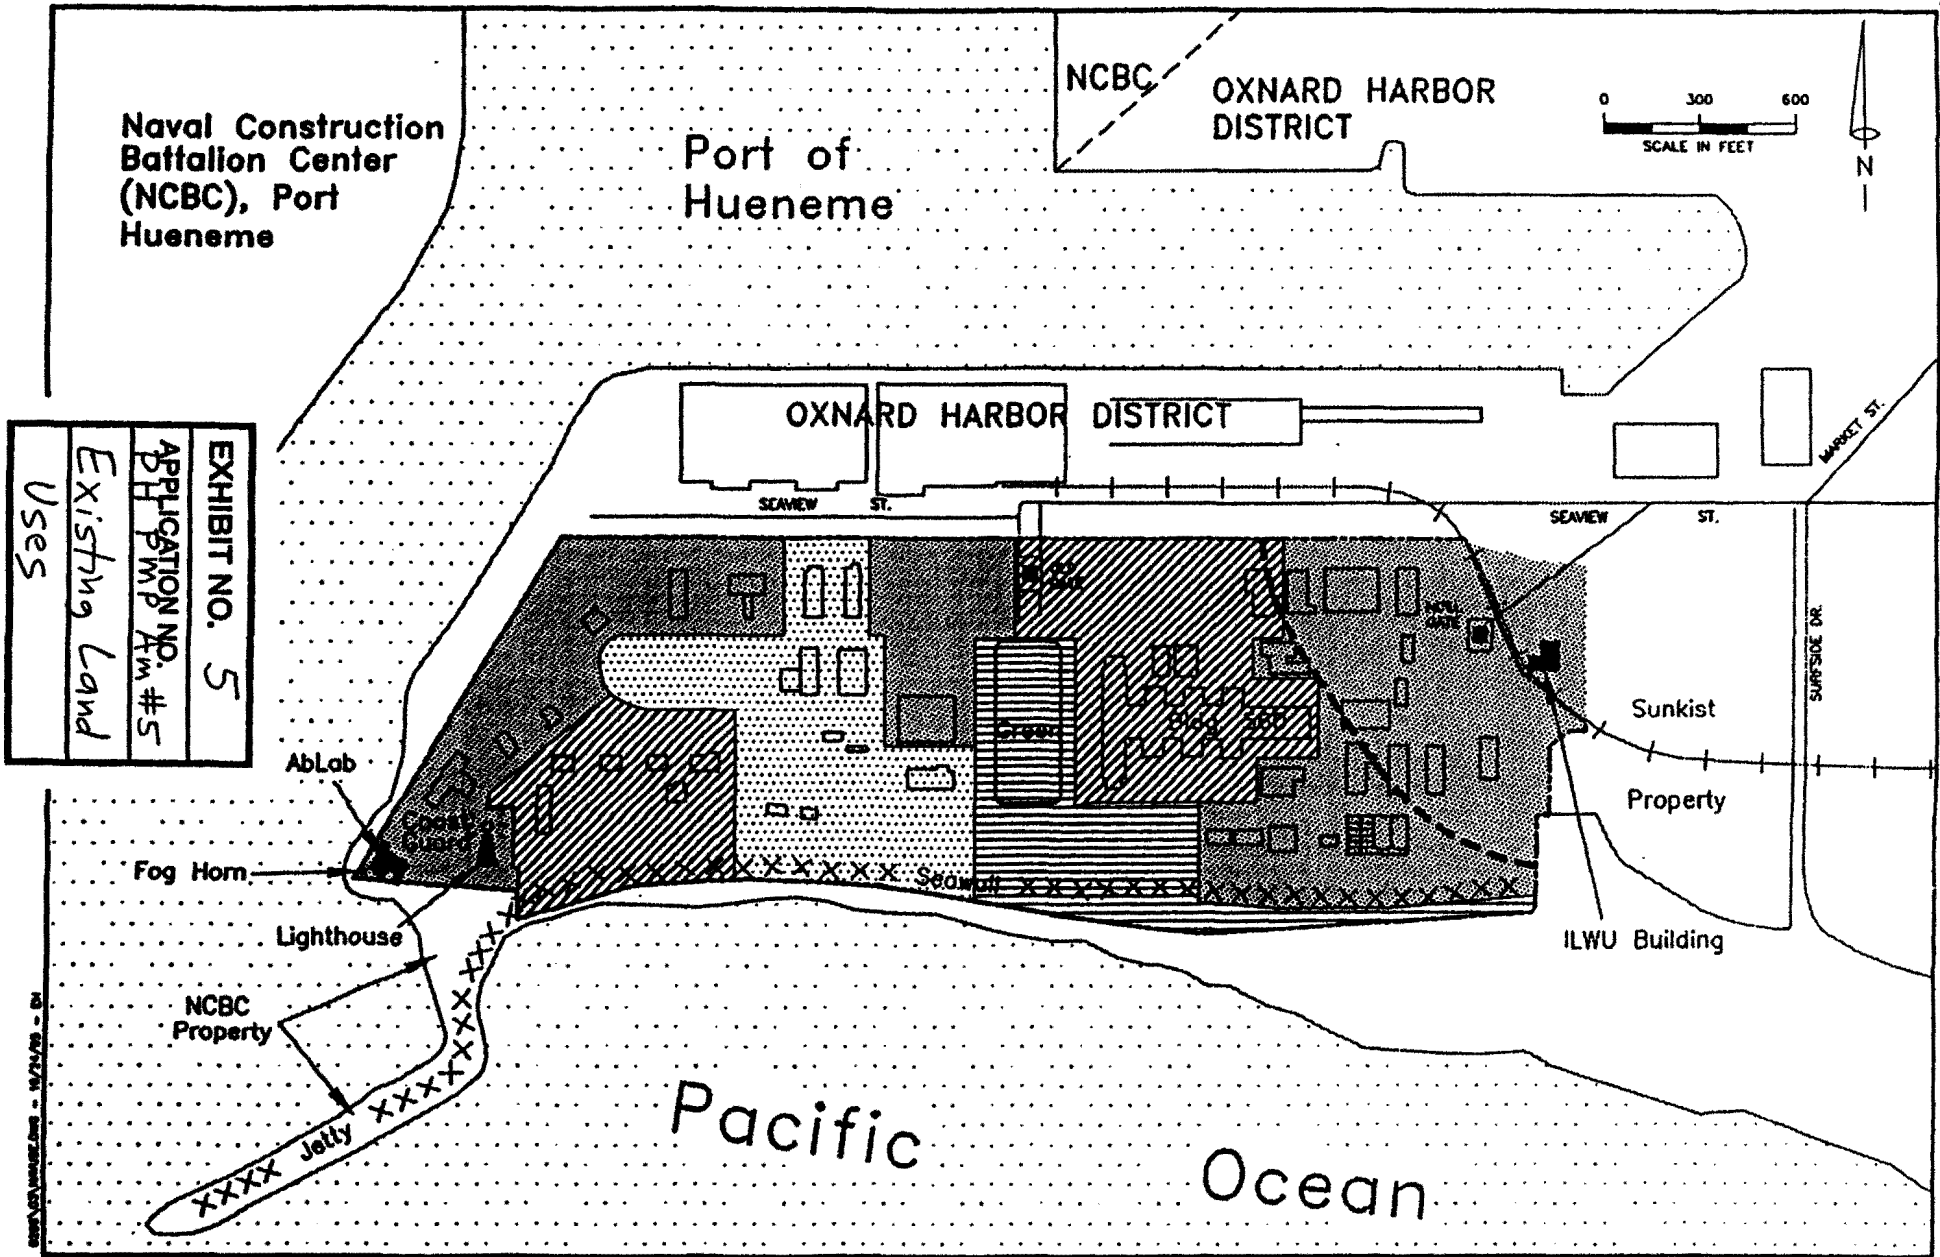 Naval Construction
Battalion Center
(NCBC), Port
Hueneme
Port of
Hueneme
NCBC
OXNARD HARBOR
DISTRICT
0 300 600
SCALE IN FEET
N
OXNARD HARBOR DISTRICT
MARKET ST.
SEAVIEW ST.
SEAVIEW ST.
SURFSIDE DR.
EXHIBIT NO. 5
APPLICATION NO.
PH PMP Am #5
Existing Land
Uses
GATE
Sunkist
Property
Green
Bldg.
AbLab
Coast
Guard
Fog Horn
Seawall
Lighthouse
ILWU Building
NCBC
Property
Jetty
Pacific
Ocean